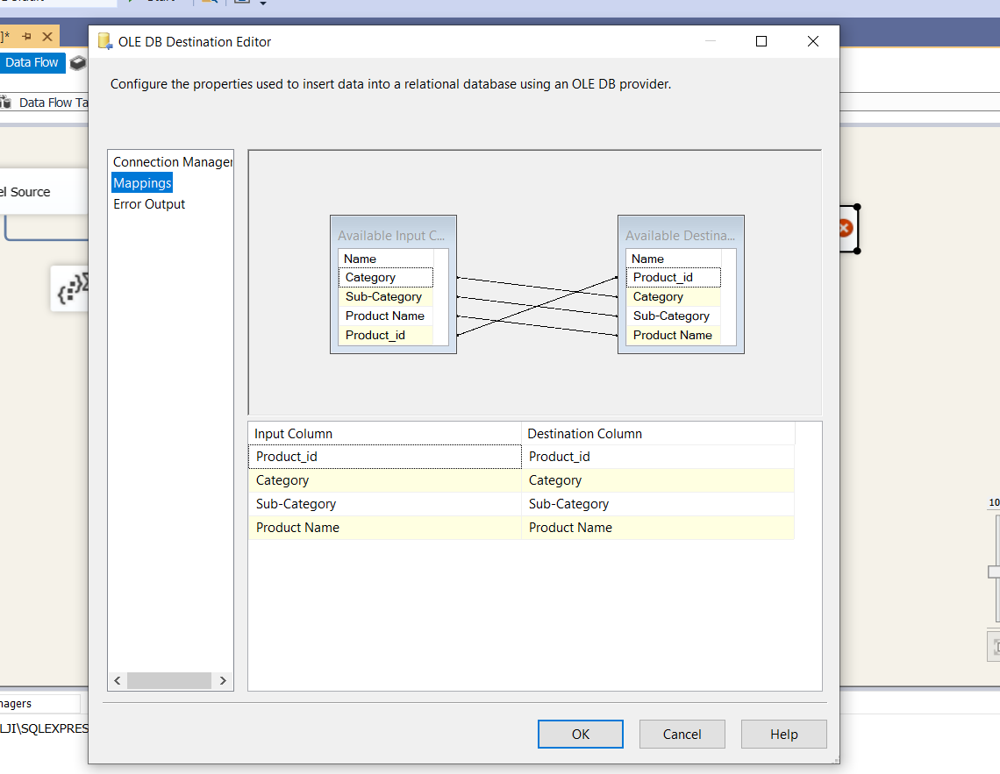 ]*
OLE DB Destination Editor
Data Flow
Configure the properties used to insert data into a relational database using an OLE DB provider.
Data Flow Ta
Connection Manager
Mappings
Error Output
el Source
Available Input C...
Name
Category
Sub-Category
Product Name
Product_id
Available Destina...
Name
Product_id
Category
Sub-Category
Product Name
Input Column Destination Column
Product_id Product_id
Category Category
Sub-Category Sub-Category
Product Name Product Name
10
nagers
LJI\SQLEXPRES
OK Cancel Help